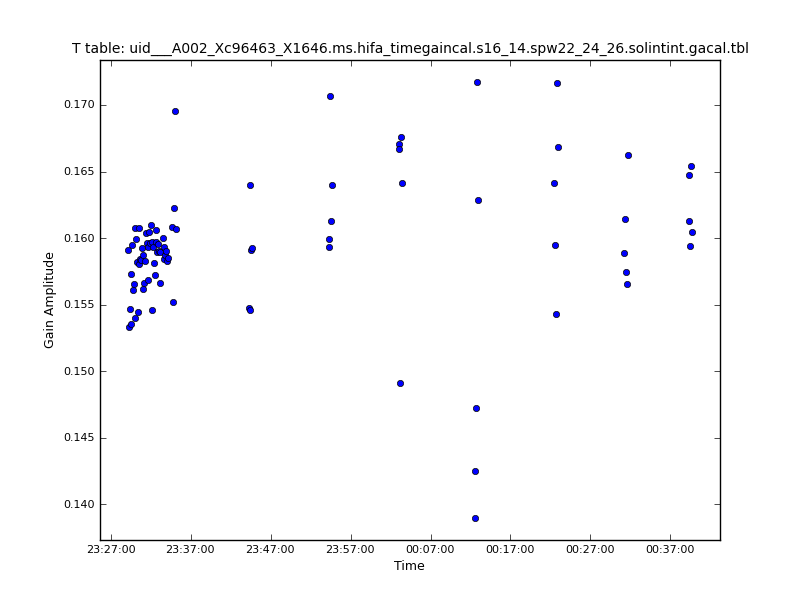 T table: uid___A002_Xc96463_X1646.ms.hifa_timegaincal.s16_14.spw22_24_26.solintint.gacal.tbl
Gain Amplitude
0.170
0.165
0.160
0.155
0.150
0.145
0.140
23:27:00 23:37:00 23:47:00 23:57:00 00:07:00 00:17:00 00:27:00 00:37:00
Time